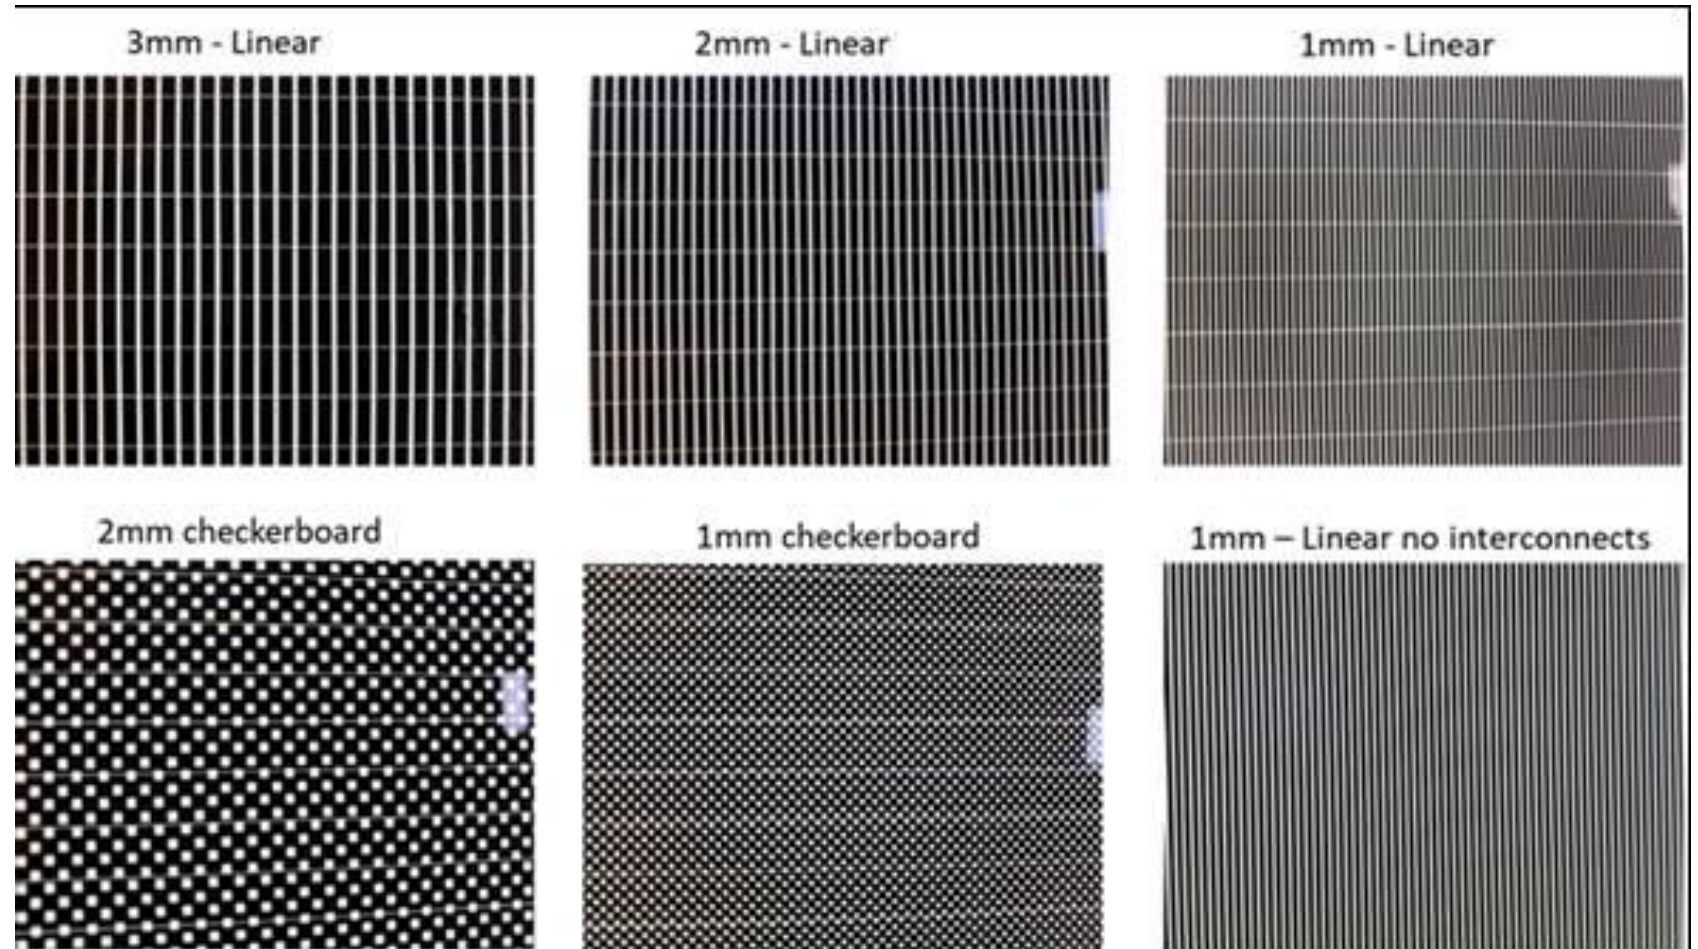 3mm - Linear
2mm - Linear
1mm - Linear
2mm checkerboard
1mm checkerboard
1mm – Linear no interconnects